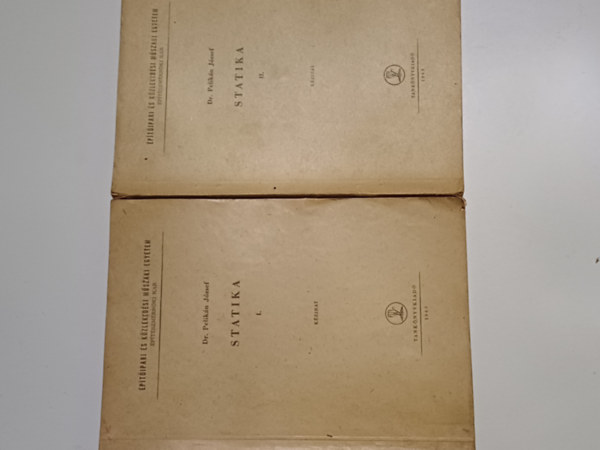 ÉPÍTŐIPARI ÉS KÖZLEKEDÉSI MŰSZAKI EGYETEM
Dr. Pelikán József
STATIKA
II.
KÉZIRAT
TANKÖNYVKIADÓ
ÉPÍTŐIPARI ÉS KÖZLEKEDÉSI MŰSZAKI EGYETEM
Dr. Pelikán József
STATIKA
I.
KÉZIRAT
TANKÖNYVKIADÓ